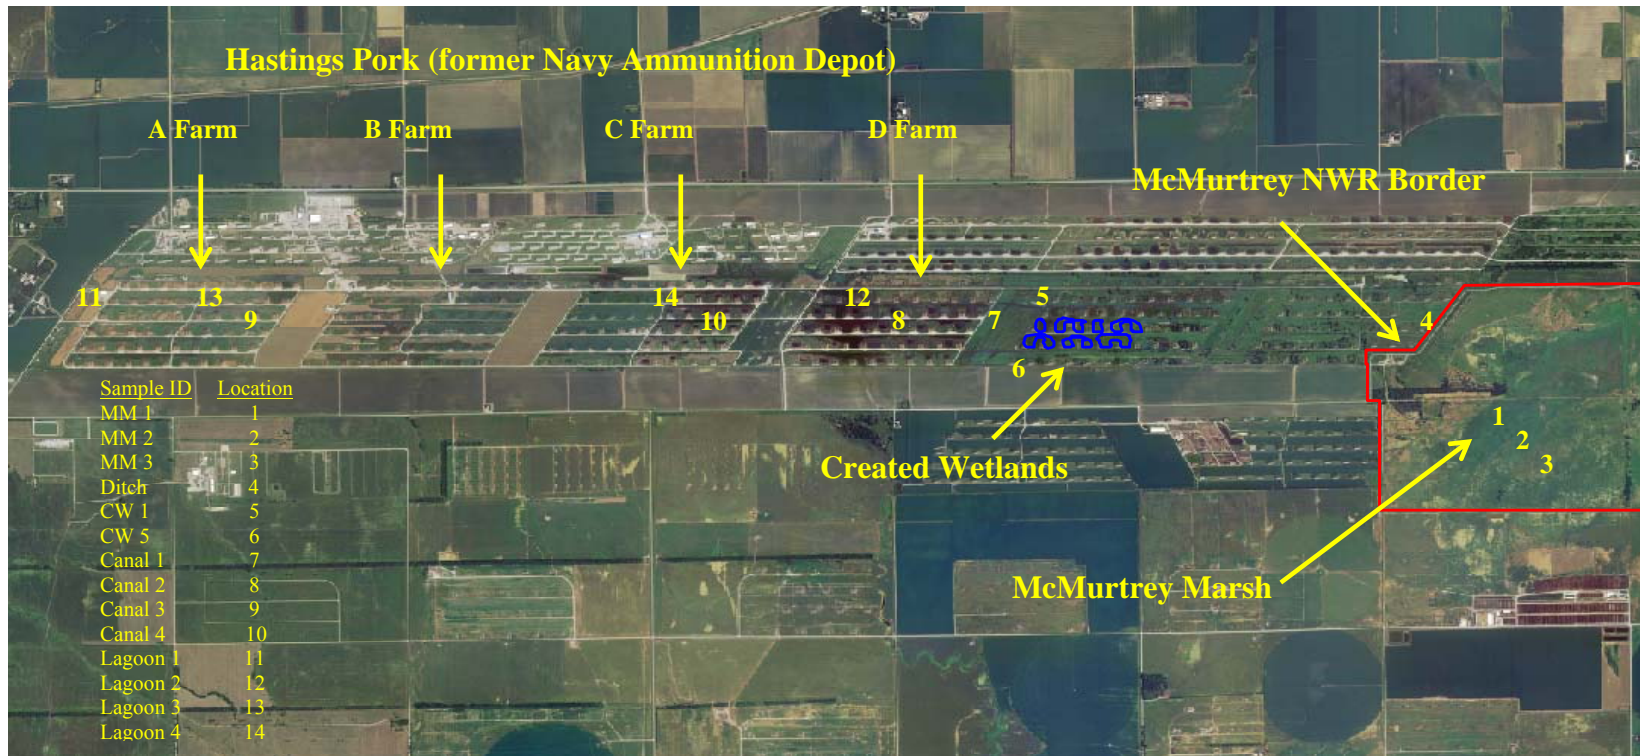 Hastings Pork (former Navy Ammunition Depot)
A Farm B Farm C Farm D Farm
McMurtrey NWR Border
11 13 14 12 5
9 10 8 7 4
6
Sample ID Location
MM 1 1
MM 2 2
MM 3 3
Ditch 4
CW 1 5
CW 5 6
Canal 1 7
Canal 2 8
Canal 3 9
Canal 4 10
Lagoon 1 11
Lagoon 2 12
Lagoon 3 13
Lagoon 4 14
1
2
3
Created Wetlands
McMurtrey Marsh